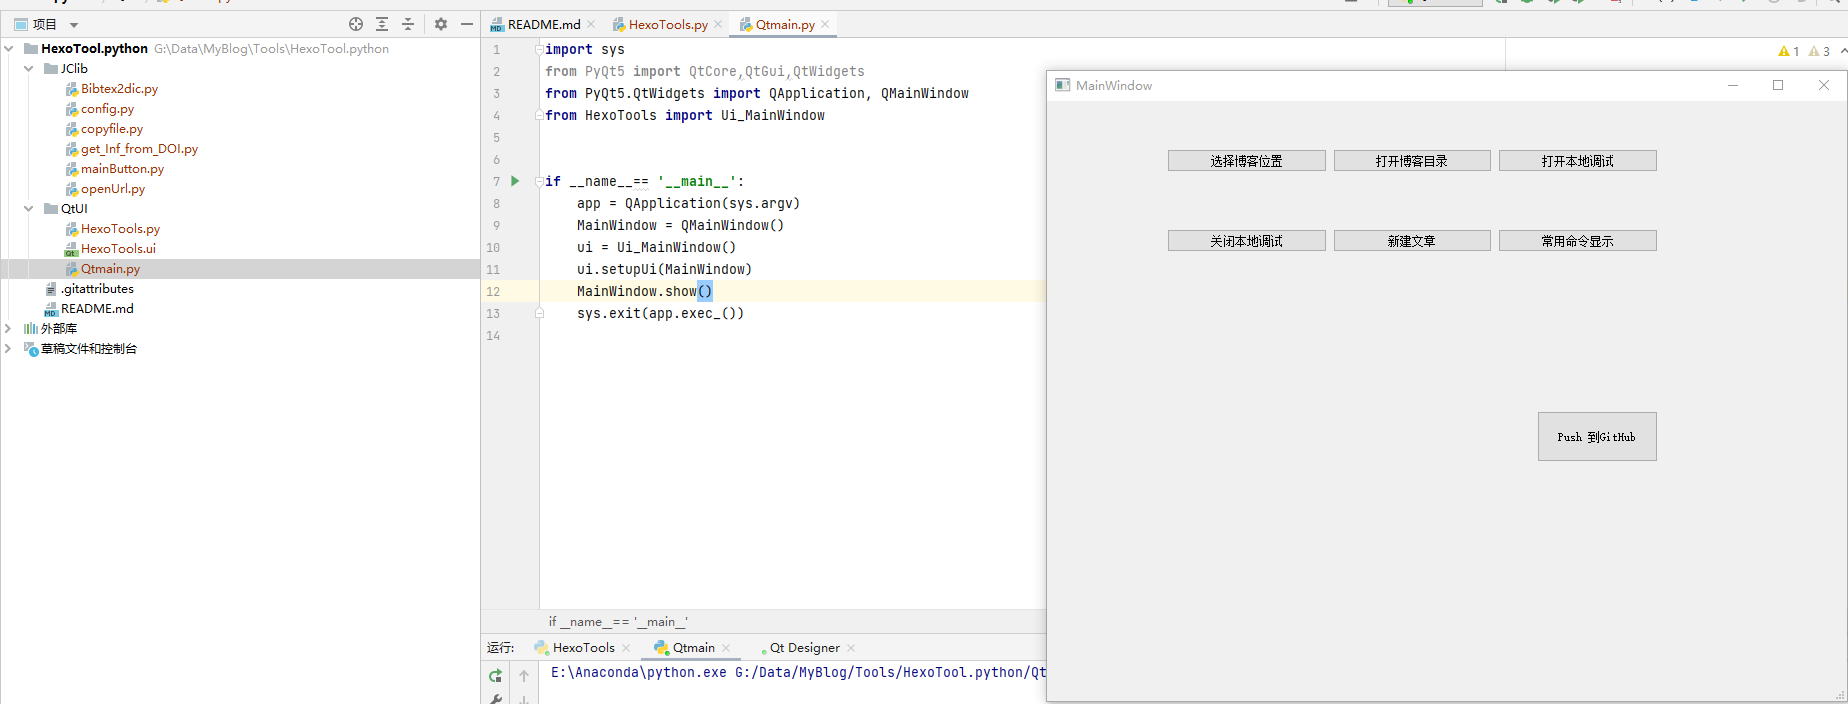 项目
HexoTool.python G:\Data\MyBlog\Tools\HexoTool.python
JClib
Bibtex2dic.py
config.py
copyfile.py
get_Inf_from_DOI.py
mainButton.py
openUrl.py
QtUI
HexoTools.py
HexoTools.ui
Qtmain.py
.gitattributes
README.md
外部库
草稿文件和控制台
README.md HexoTools.py Qtmain.py
1 import sys
2 from PyQt5 import QtCore,QtGui,QtWidgets
3 from PyQt5.QtWidgets import QApplication, QMainWindow
4 from HexoTools import Ui_MainWindow
5
6
7 if __name__== '__main__':
8 app = QApplication(sys.argv)
9 MainWindow = QMainWindow()
10 ui = Ui_MainWindow()
11 ui.setupUi(MainWindow)
12 MainWindow.show()
13 sys.exit(app.exec_())
14
1 3
if __name__== '__main__'
运行: HexoTools Qtmain Qt Designer
E:\Anaconda\python.exe G:/Data/MyBlog/Tools/HexoTool.python/Qt
MainWindow
选择博客位置 打开博客目录 打开本地调试
关闭本地调试 新建文章 常用命令显示
Push 到GitHub